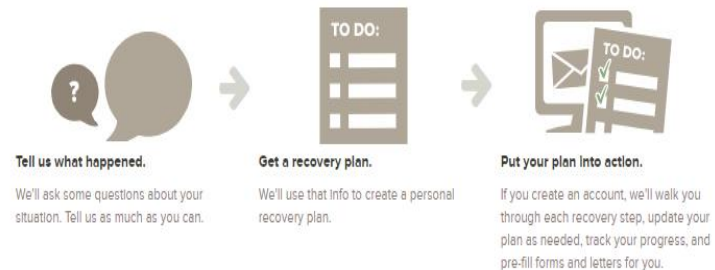 ?
TO DO:
TO DO:
Tell us what happened.
We'll ask some questions about your
situation. Tell us as much as you can.
Get a recovery plan.
We'll use that info to create a personal
recovery plan.
Put your plan into action.
If you create an account, we'll walk you
through each recovery step, update your
plan as needed, track your progress, and
pre-fill forms and letters for you.